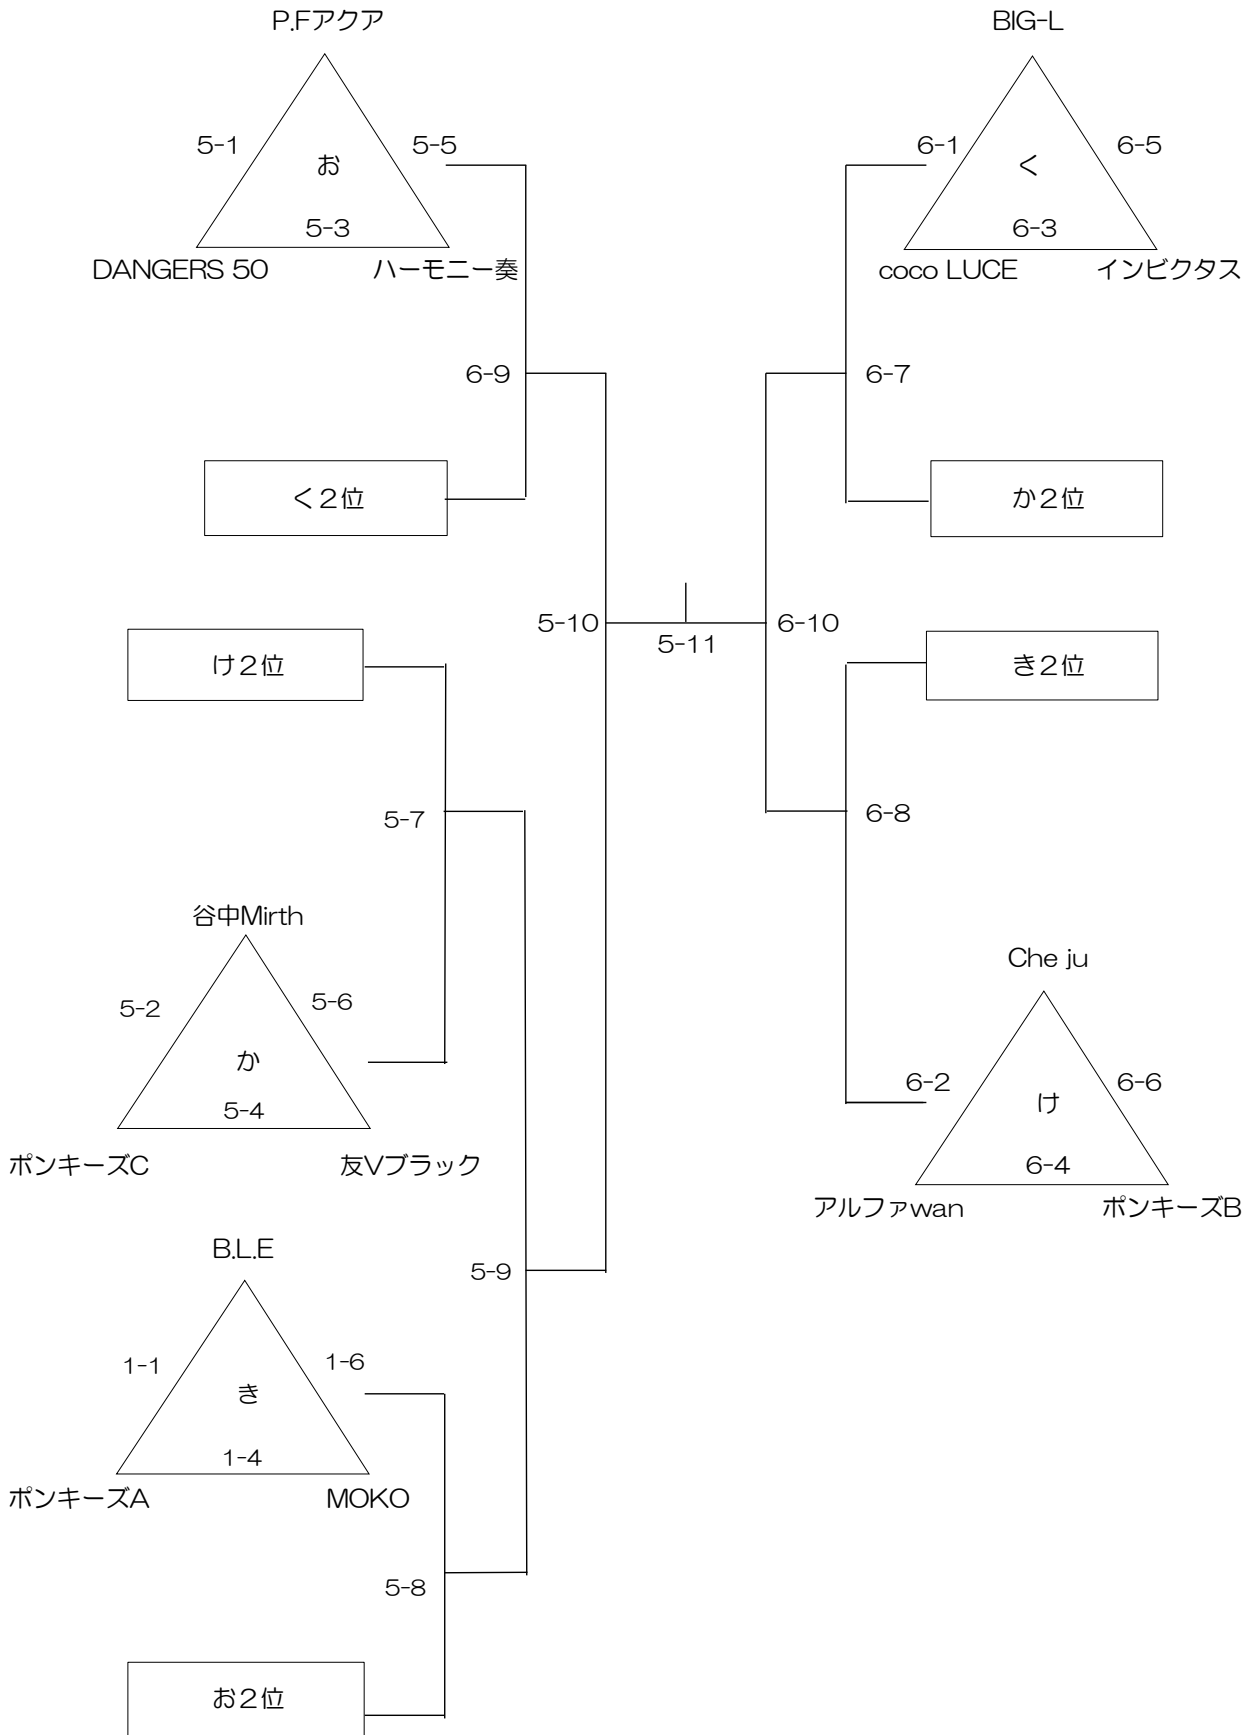 P.Fアクア
5-1
5-5
お
5-3
DANGERS 50
ハーモニー奏
6-9
く２位
け２位
5-7
谷中Mirth
5-2
5-6
か
5-4
ポンキーズC
友Vブラック
B.L.E
1-1
1-6
き
1-4
ポンキーズA
MOKO
5-8
お２位
5-9
5-10
5-11
BIG-L
6-1
6-5
く
6-3
coco LUCE
インビクタス
6-7
か２位
6-10
き２位
6-8
Che ju
6-2
6-6
け
6-4
アルファwan
ポンキーズB